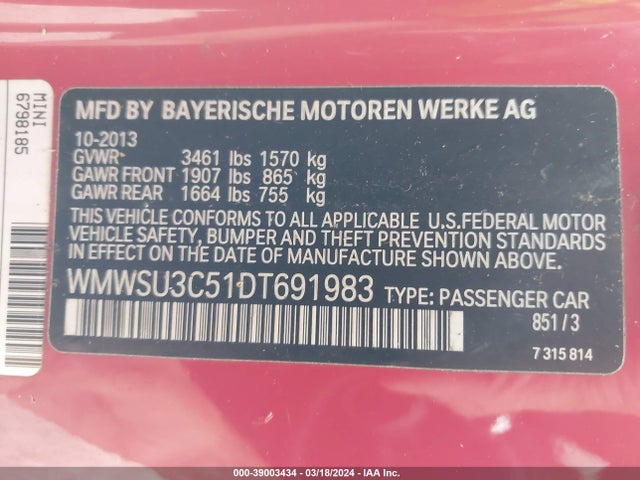 MINI
6798185
MFD BY BAYERISCHE MOTOREN WERKE AG
10-2013
GVWR 3461 lbs 1570 kg
GAWR FRONT 1907 lbs 865 kg
GAWR REAR 1664 lbs 755 kg
THIS VEHICLE CONFORMS TO ALL APPLICABLE U.S.FEDERAL MOTOR
VEHICLE SAFETY, BUMPER AND THEFT PREVENTION STANDARDS
IN EFFECT ON THE DATE OF MANUFACTURE SHOWN ABOVE.
WMWSU3C51DT691983 TYPE: PASSENGER CAR
851/3
7 315 814
000-39003434 - 03/18/2024 - IAA Inc.